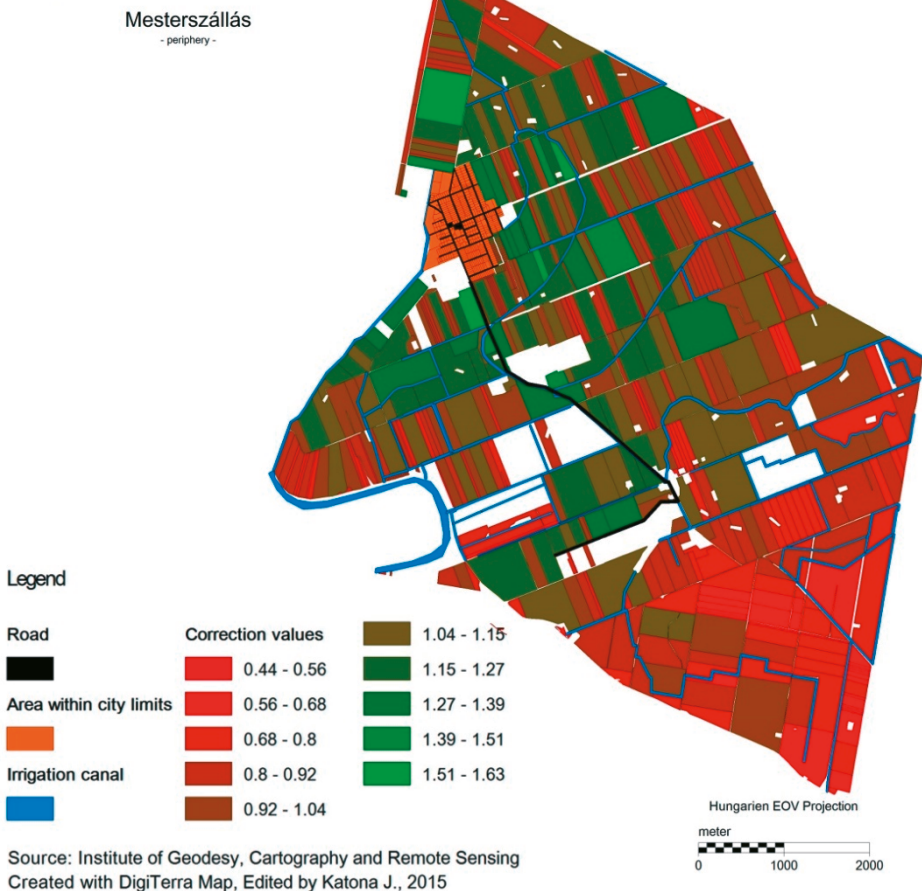 Mesterszállás
- periphery -
Legend
Road
Area within city limits
Irrigation canal
Correction values
0.44 - 0.56
0.56 - 0.68
0.68 - 0.8
0.8 - 0.92
0.92 - 1.04
1.04 - 1.15
1.15 - 1.27
1.27 - 1.39
1.39 - 1.51
1.51 - 1.63
Hungarien EOV Projection
meter
0 1000 2000
Source: Institute of Geodesy, Cartography and Remote Sensing
Created with DigiTerra Map, Edited by Katona J., 2015